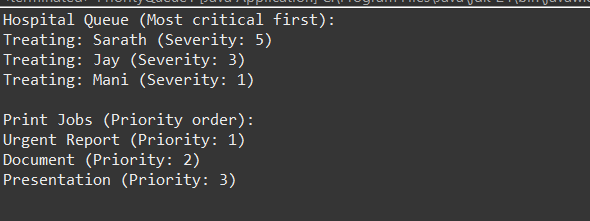 Hospital Queue (Most critical first):
Treating: Sarath (Severity: 5)
Treating: Jay (Severity: 3)
Treating: Mani (Severity: 1)
Print Jobs (Priority order):
Urgent Report (Priority: 1)
Document (Priority: 2)
Presentation (Priority: 3)